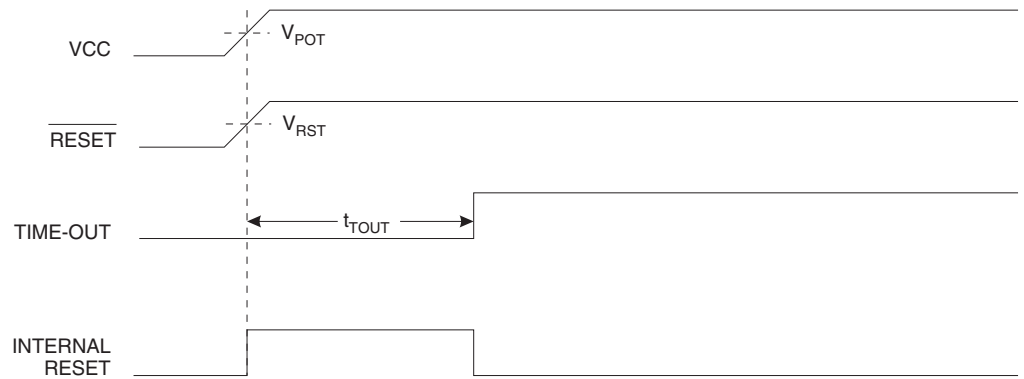 VCC
V_POT
RESET
V_RST
TIME-OUT
t_TOUT
INTERNAL
RESET